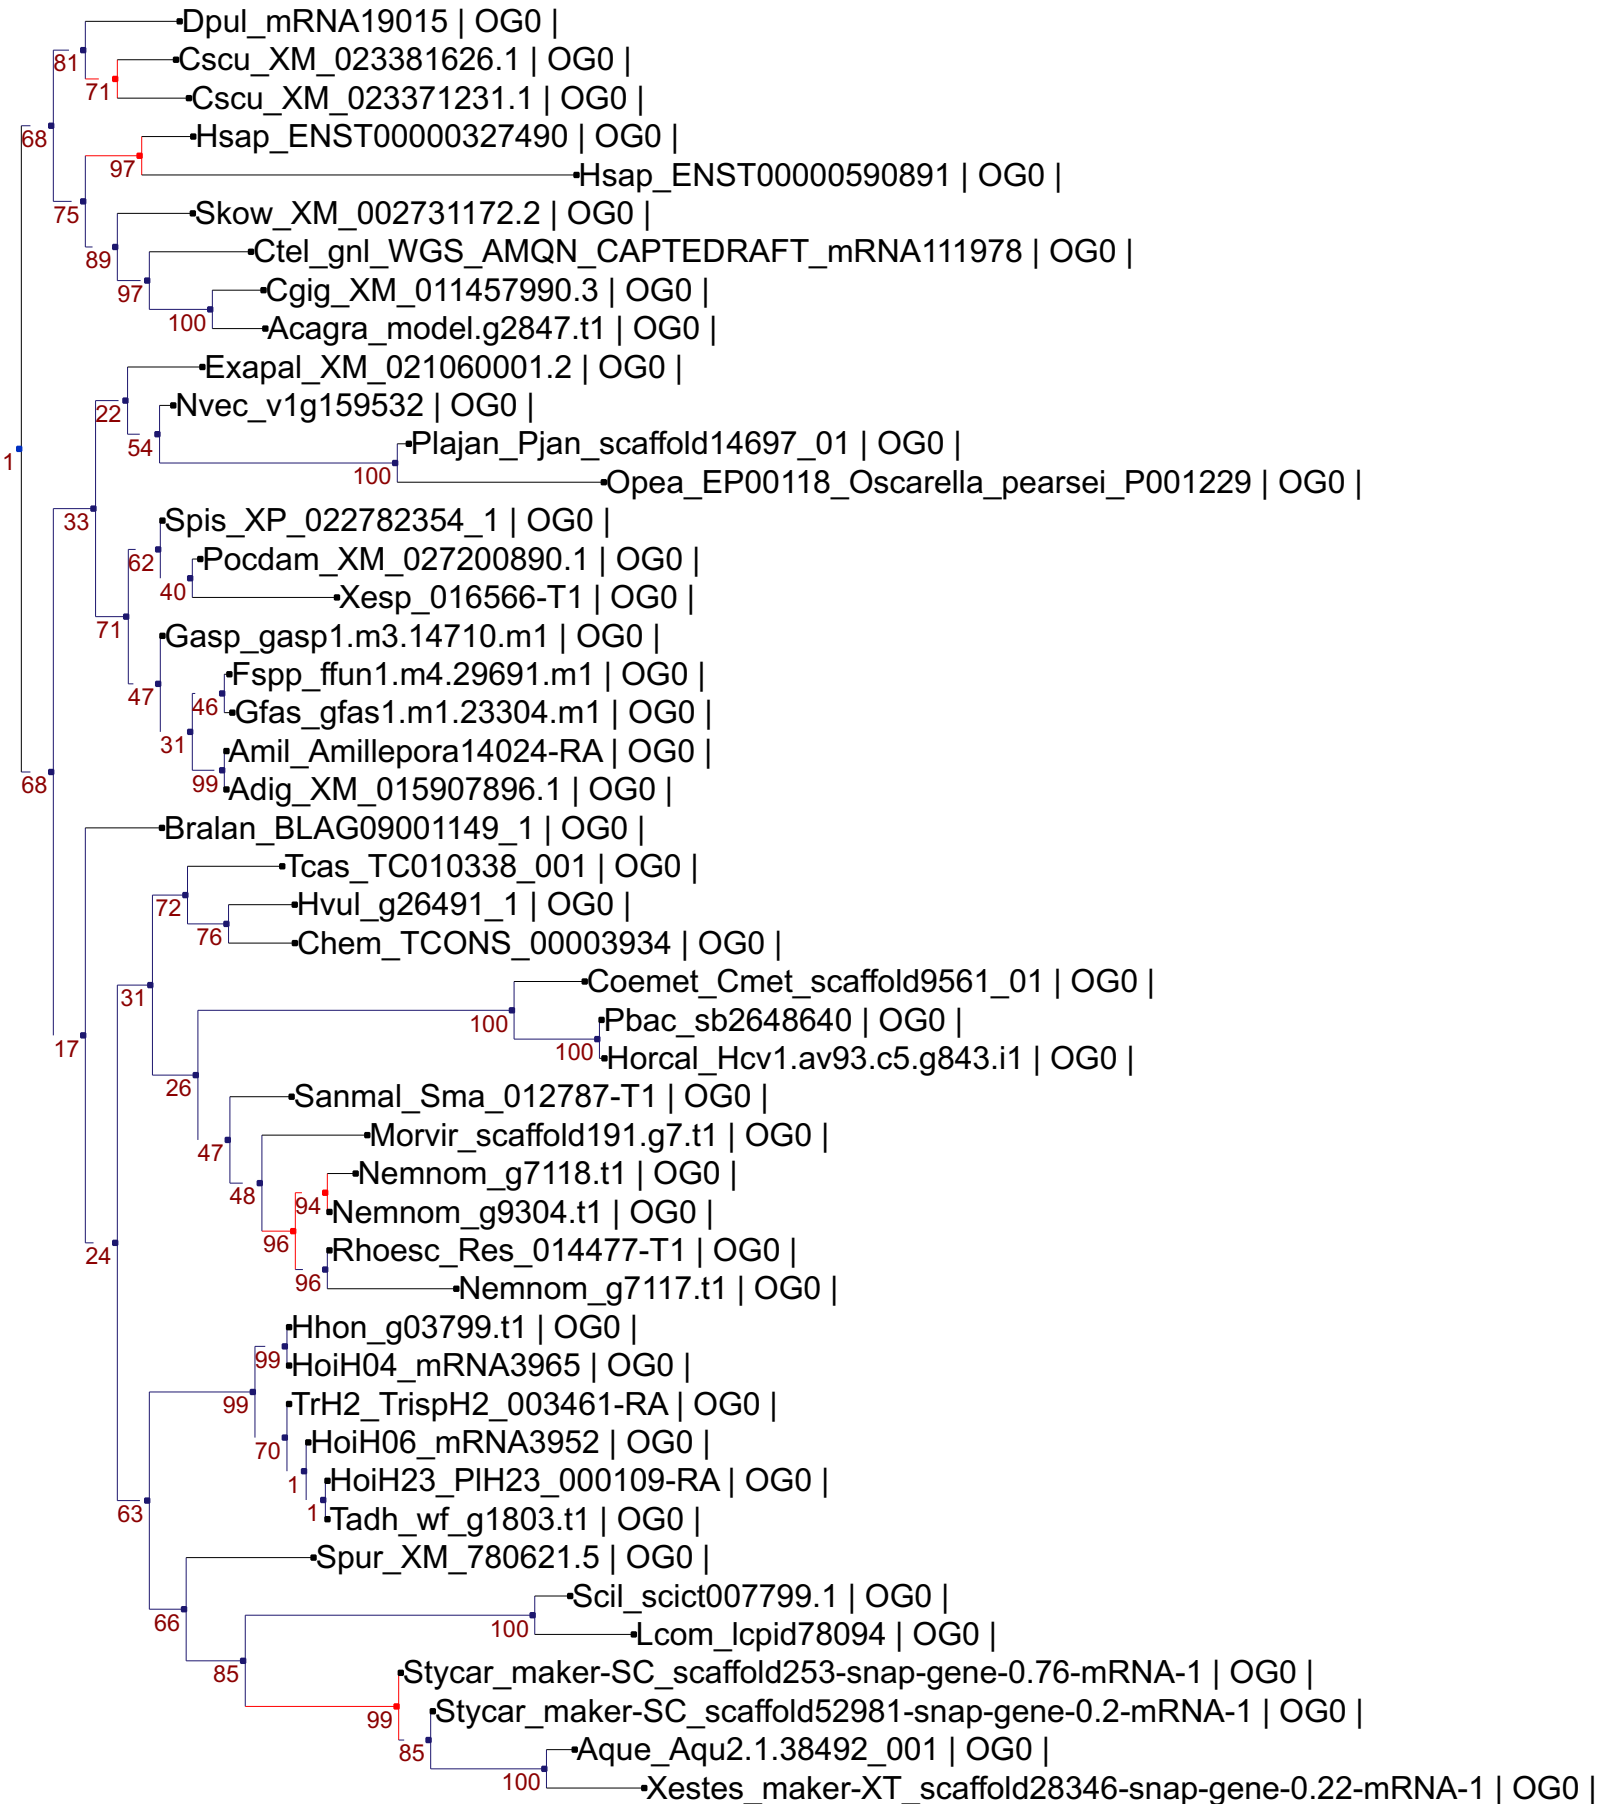 Dpul_mRNA19015 | OG0 |
81
Cscu_XM_023381626.1 | OG0 |
71
Cscu_XM_023371231.1 | OG0 |
68
Hsap_ENST00000327490 | OG0 |
97
Hsap_ENST00000590891 | OG0 |
75
Skow_XM_002731172.2 | OG0 |
89
Ctel_gnl_WGS_AMQN_CAPTEDRAFT_mRNA111978 | OG0 |
97
Cgig_XM_011457990.3 | OG0 |
100
Acagra_model.g2847.t1 | OG0 |
Exapal_XM_021060001.2 | OG0 |
22
Nvec_v1g159532 | OG0 |
54
Plajan_Pjan_scaffold14697_01 | OG0 |
1
100
Opea_EP00118_Oscarella_pearsei_P001229 | OG0 |
33
Spis_XP_022782354_1 | OG0 |
62
Pocdam_XM_027200890.1 | OG0 |
40
Xesp_016566-T1 | OG0 |
71
Gasp_gasp1.m3.14710.m1 | OG0 |
Fspp_ffun1.m4.29691.m1 | OG0 |
47
46
Gfas_gfas1.m1.23304.m1 | OG0 |
31
Amil_Amillepora14024-RA | OG0 |
68
99
Adig_XM_015907896.1 | OG0 |
Bralan_BLAG09001149_1 | OG0 |
Tcas_TC010338_001 | OG0 |
72
Hvul_g26491_1 | OG0 |
76
Chem_TCONS_00003934 | OG0 |
Coemet_Cmet_scaffold9561_01 | OG0 |
31
100
Pbac_sb2648640 | OG0 |
17
100
Horcal_Hcv1.av93.c5.g843.i1 | OG0 |
26
Sanmal_Sma_012787-T1 | OG0 |
Morvir_scaffold191.g7.t1 | OG0 |
47
Nemnom_g7118.t1 | OG0 |
48
94
Nemnom_g9304.t1 | OG0 |
96
Rhoesc_Res_014477-T1 | OG0 |
24
96
Nemnom_g7117.t1 | OG0 |
Hhon_g03799.t1 | OG0 |
99
HoiH04_mRNA3965 | OG0 |
99
TrH2_TrispH2_003461-RA | OG0 |
70
HoiH06_mRNA3952 | OG0 |
1
HoiH23_PlH23_000109-RA | OG0 |
63
1
Tadh_wf_g1803.t1 | OG0 |
Spur_XM_780621.5 | OG0 |
Scil_scict007799.1 | OG0 |
66
100
Lcom_lcpid78094 | OG0 |
85
Stycar_maker-SC_scaffold253-snap-gene-0.76-mRNA-1 | OG0 |
99
Stycar_maker-SC_scaffold52981-snap-gene-0.2-mRNA-1 | OG0 |
85
Aque_Aqu2.1.38492_001 | OG0 |
100
Xestes_maker-XT_scaffold28346-snap-gene-0.22-mRNA-1 | OG0 |